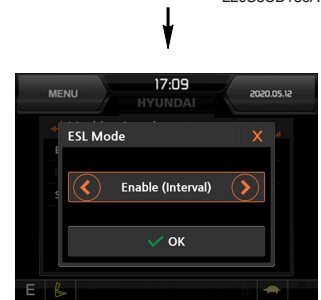 MENU
17:09
HYUNDAI
2020.05.12
ESL Mode
X
Enable (Interval)
OK
E